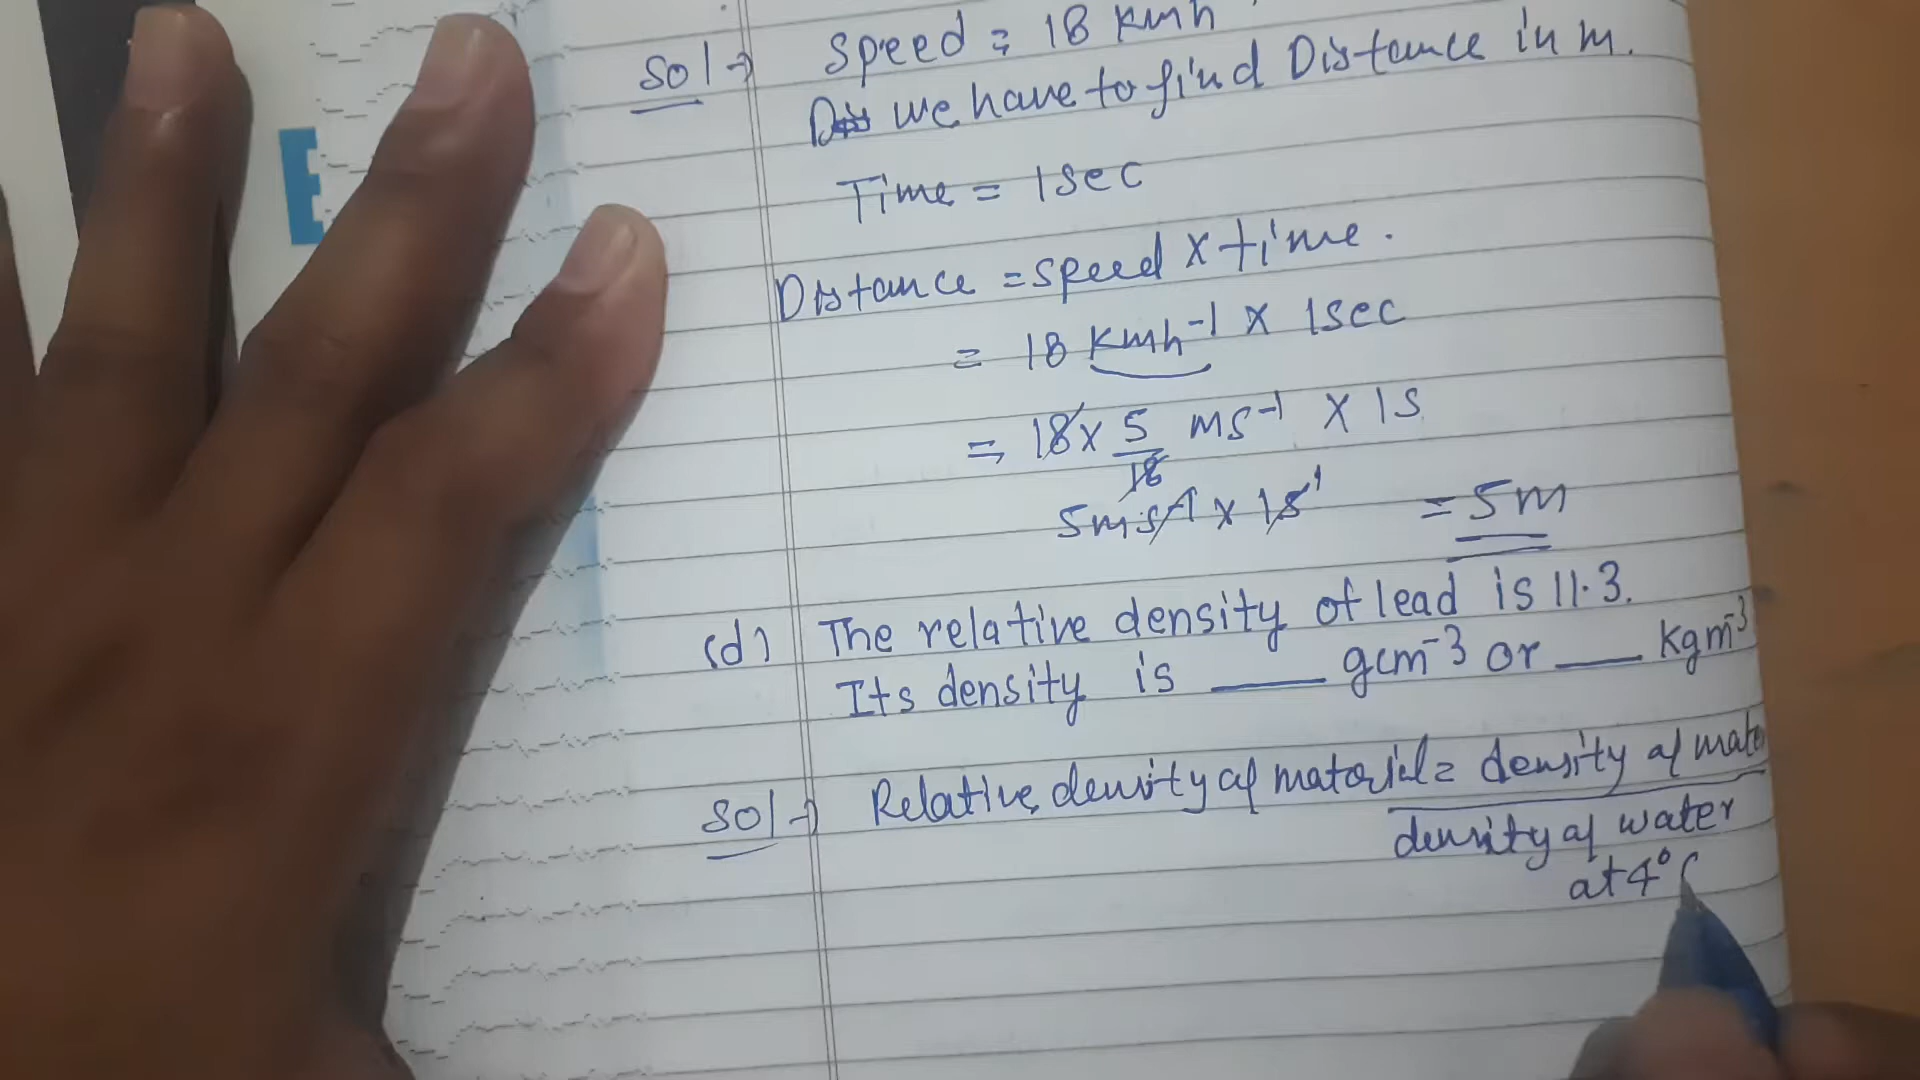 Sol→ Speed = 18 kmh
Dis we have to find Distance in m.
Time = 1sec
Distance = speed x time.
= 18 kmh⁻¹ x 1sec
= 18 x 5/18 ms⁻¹ x 1s
5ms⁻¹ x 1s¹ = 5m
(d) The relative density of lead is 11.3.
Its density is ___ gcm⁻³ or ___ kgm⁻³
Sol→ Relative density of material = density of mate
density of water
at 4°C